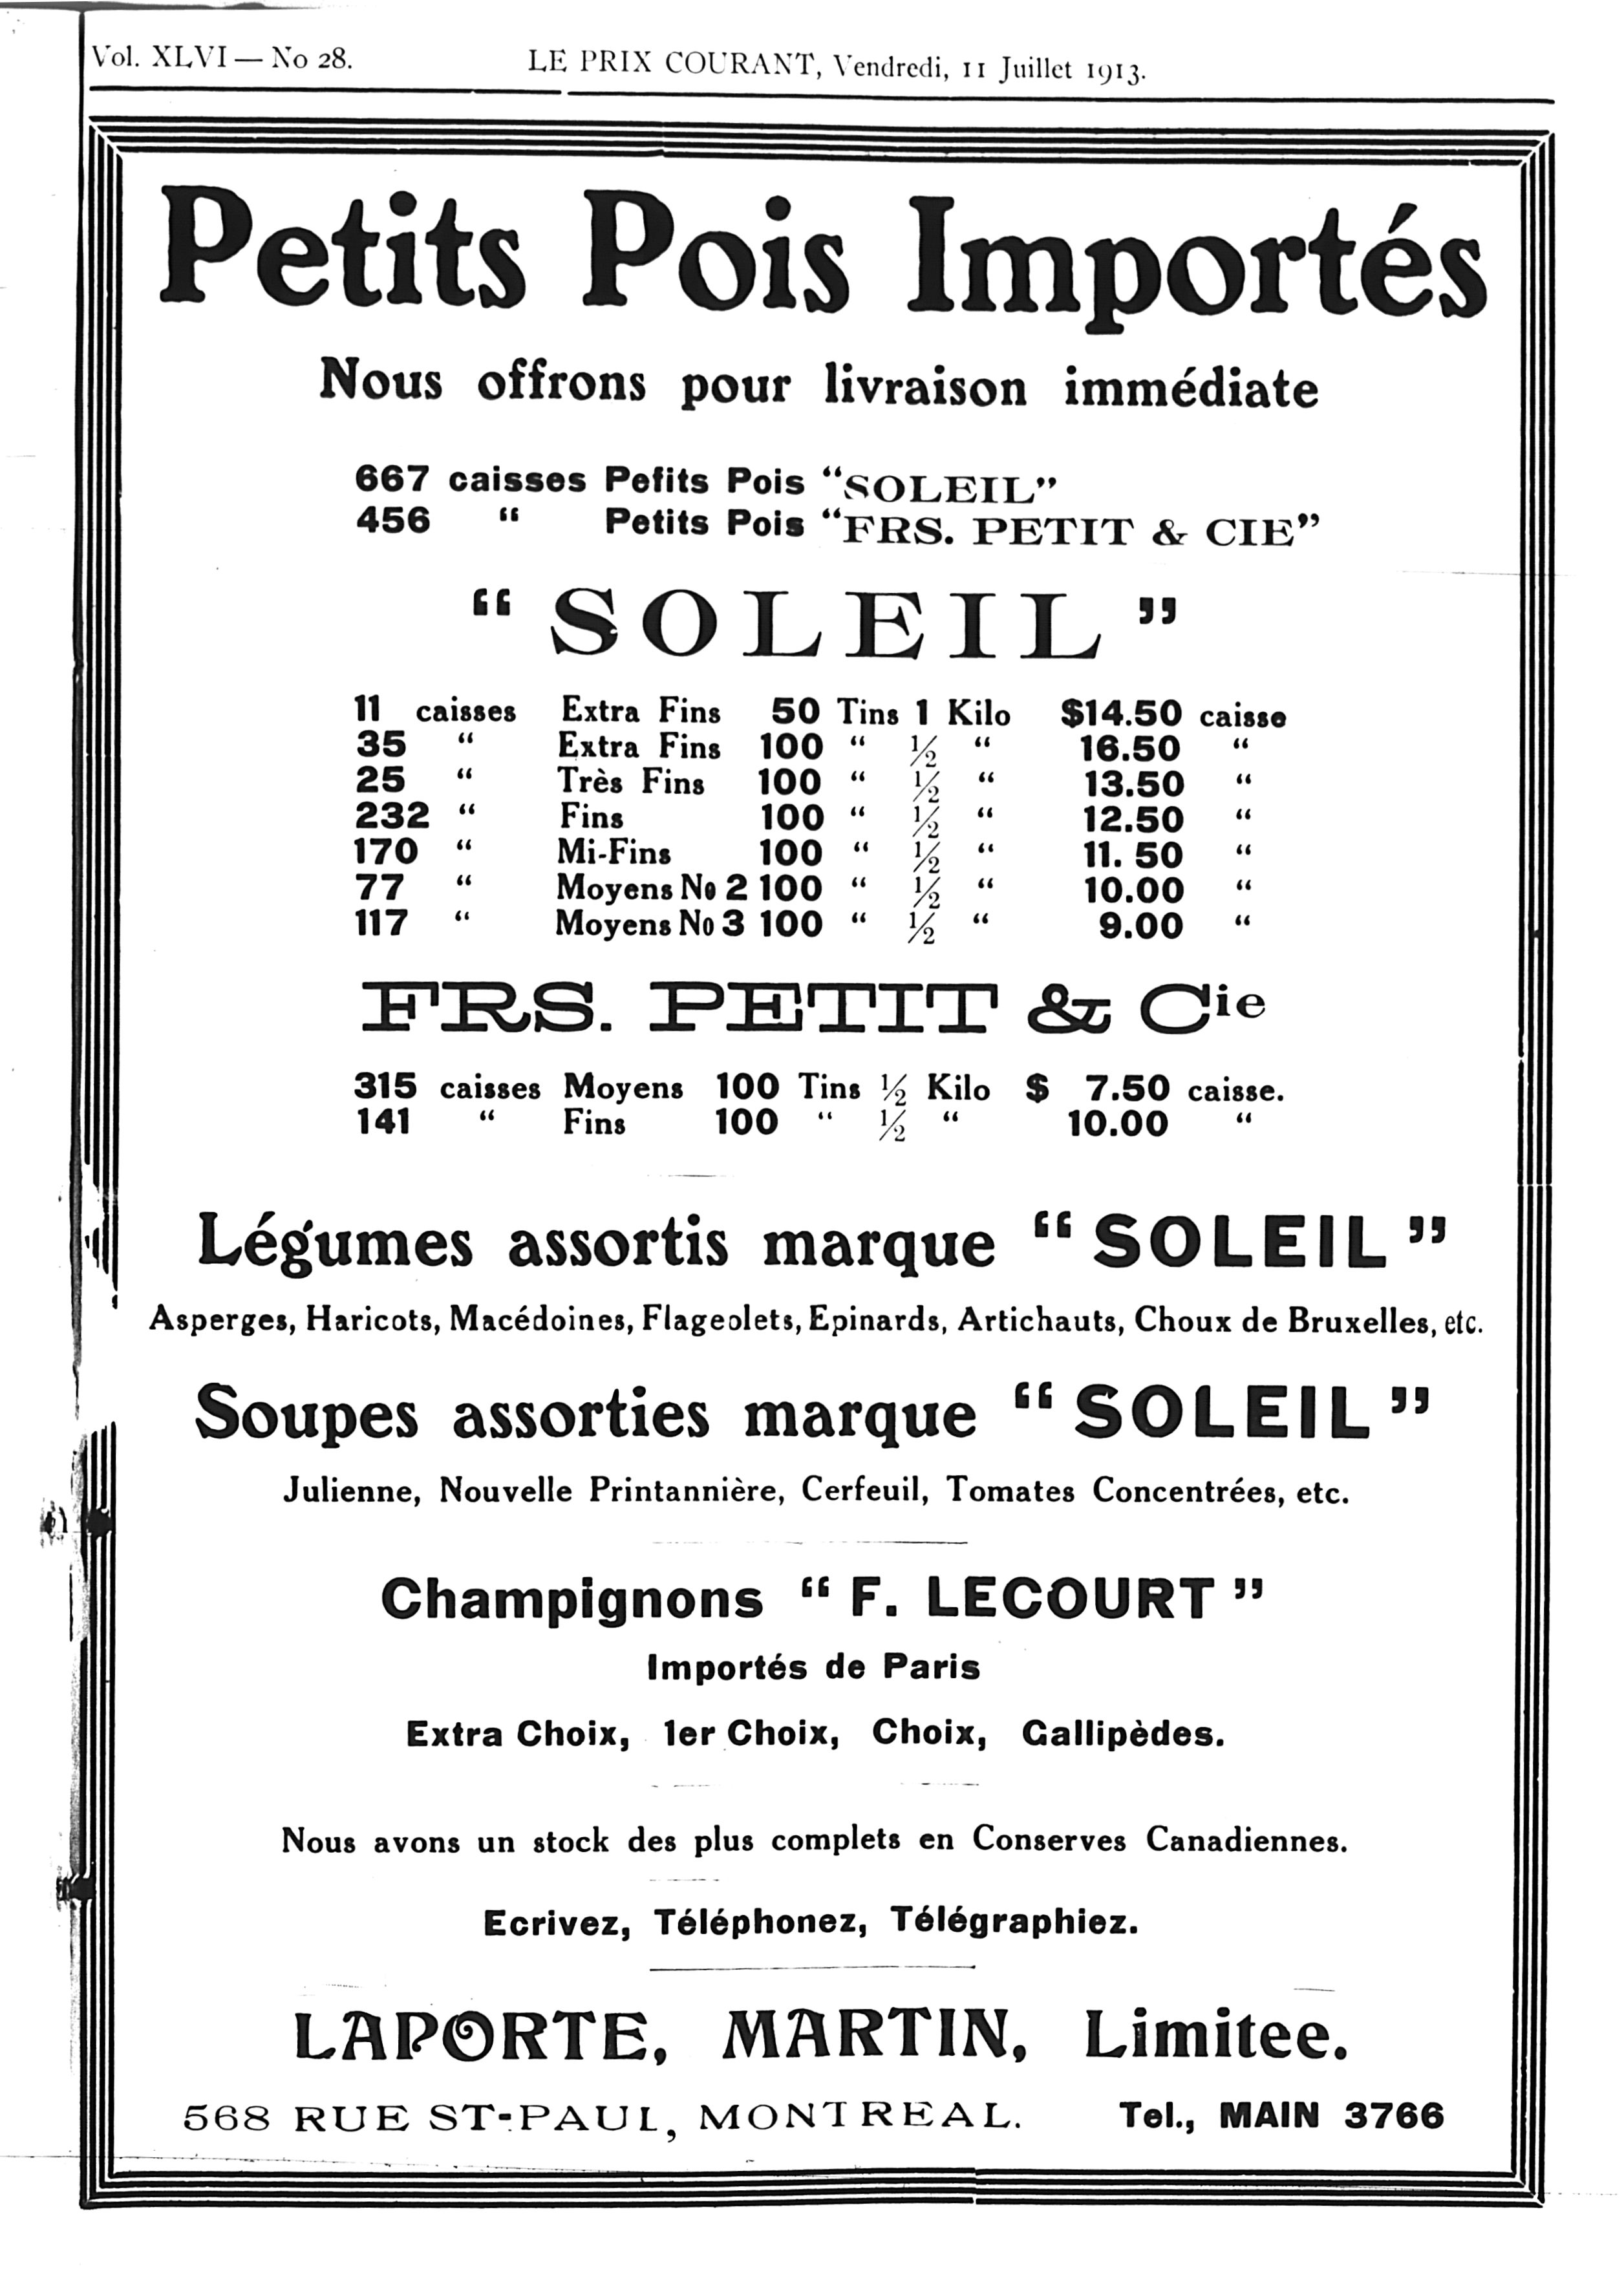 Vol. XLVI — No 28. LE PRIX COURANT, Vendredi, 11 Juillet 1913.
Petits Pois Importés
Nous offrons pour livraison immédiate
667 caisses Petits Pois “SOLEIL”
456 “ Petits Pois “FRS. PETIT & CIE”
“SOLEIL”
11 caisses Extra Fins 50 Tins 1 Kilo $14.50 caisse
35 “ Extra Fins 100 “ ½ “ 16.50 “
25 “ Très Fins 100 “ ½ “ 13.50 “
232 “ Fins 100 “ ½ “ 12.50 “
170 “ Mi-Fins 100 “ ½ “ 11. 50 “
77 “ Moyens No 2 100 “ ½ “ 10.00 “
117 “ Moyens No 3 100 “ ½ “ 9.00 “
FRS. PETIT & Cie
315 caisses Moyens 100 Tins ½ Kilo $ 7.50 caisse.
141 “ Fins 100 “ ½ “ 10.00 “
Légumes assortis marque “SOLEIL”
Asperges, Haricots, Macédoines, Flageolets, Epinards, Artichauts, Choux de Bruxelles, etc.
Soupes assorties marque “SOLEIL”
Julienne, Nouvelle Printannière, Cerfeuil, Tomates Concentrées, etc.
Champignons “F. LECOURT”
Importés de Paris
Extra Choix, 1er Choix, Choix, Gallipèdes.
Nous avons un stock des plus complets en Conserves Canadiennes.
Ecrivez, Téléphonez, Télégraphiez.
LAPORTE, MARTIN, Limitee.
568 RUE ST-PAUL, MONTREAL. Tel., MAIN 3766